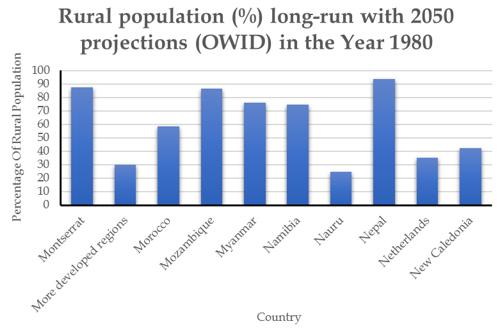 Rural population (%) long-run with 2050
projections (OWID) in the Year 1980
Percentage Of Rural Population
100
90
80
70
60
50
40
30
20
10
0
Montserrat
More developed regions
Morocco
Mozambique
Myanmar
Namibia
Nauru
Nepal
Netherlands
New Caledonia
Country